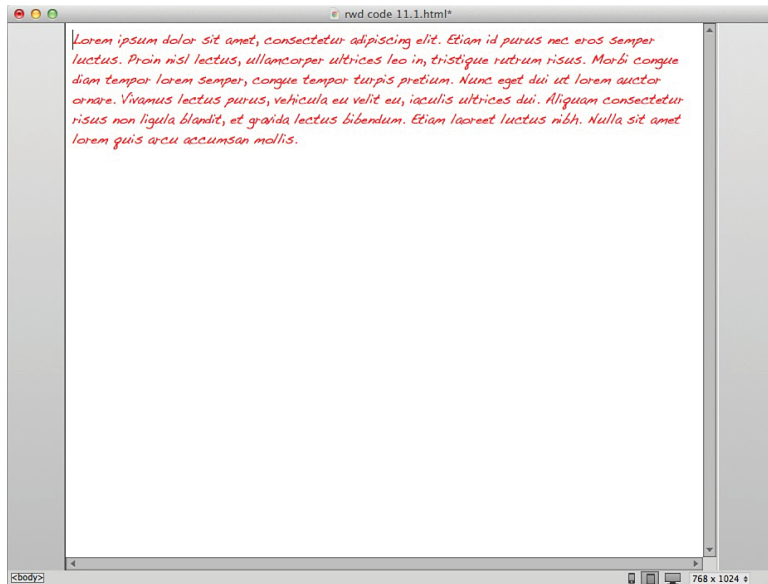 rwd code 11.1.html*
Lorem ipsum dolor sit amet, consectetur adipiscing elit. Etiam id purus nec eros semper
luctus. Proin nisl lectus, ullamcorper ultrices leo in, tristique rutrum risus. Morbi congue
diam tempor lorem semper, congue tempor turpis pretium. Nunc eget dui ut lorem auctor
ornare. Vivamus lectus purus, vehicula eu velit eu, iaculis ultrices dui. Aliquam consectetur
risus non ligula blandit, et gravida lectus bibendum. Etiam laoreet luctus nibh. Nulla sit amet
lorem quis arcu accumsan mollis.
<body> 768 x 1024